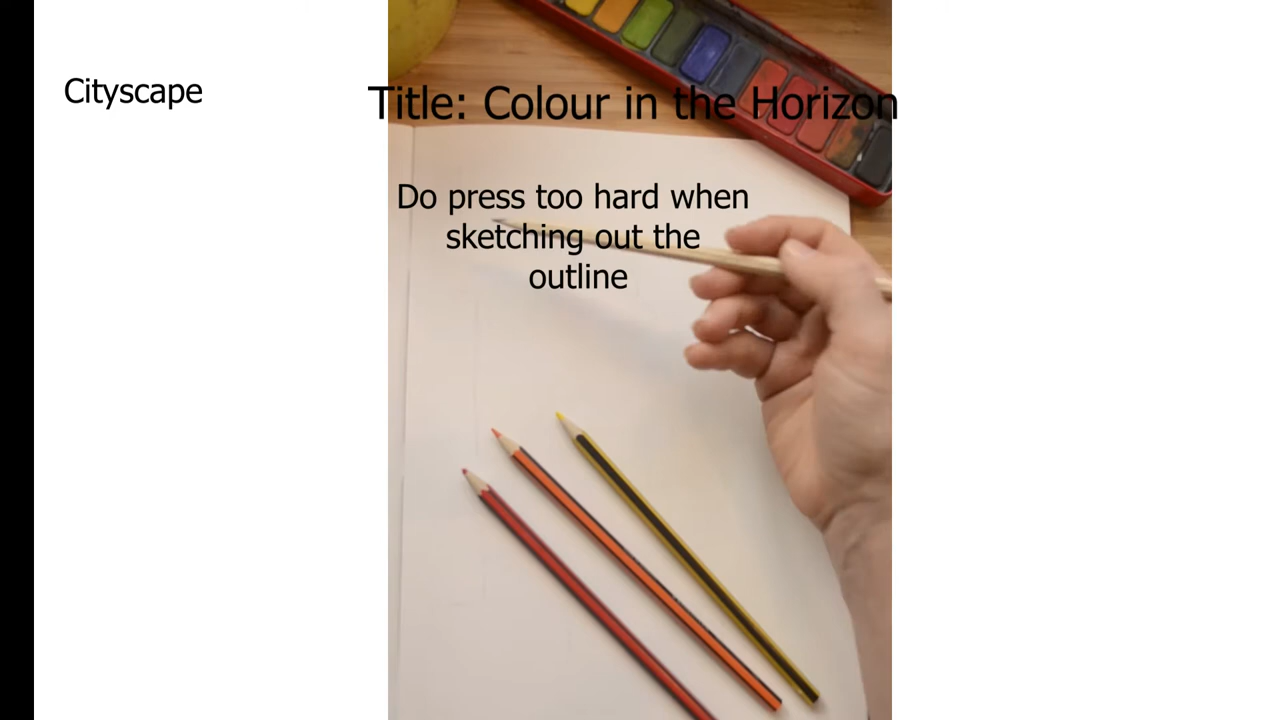 Cityscape
Title: Colour in the Horizon
Do press too hard when
sketching out the
outline